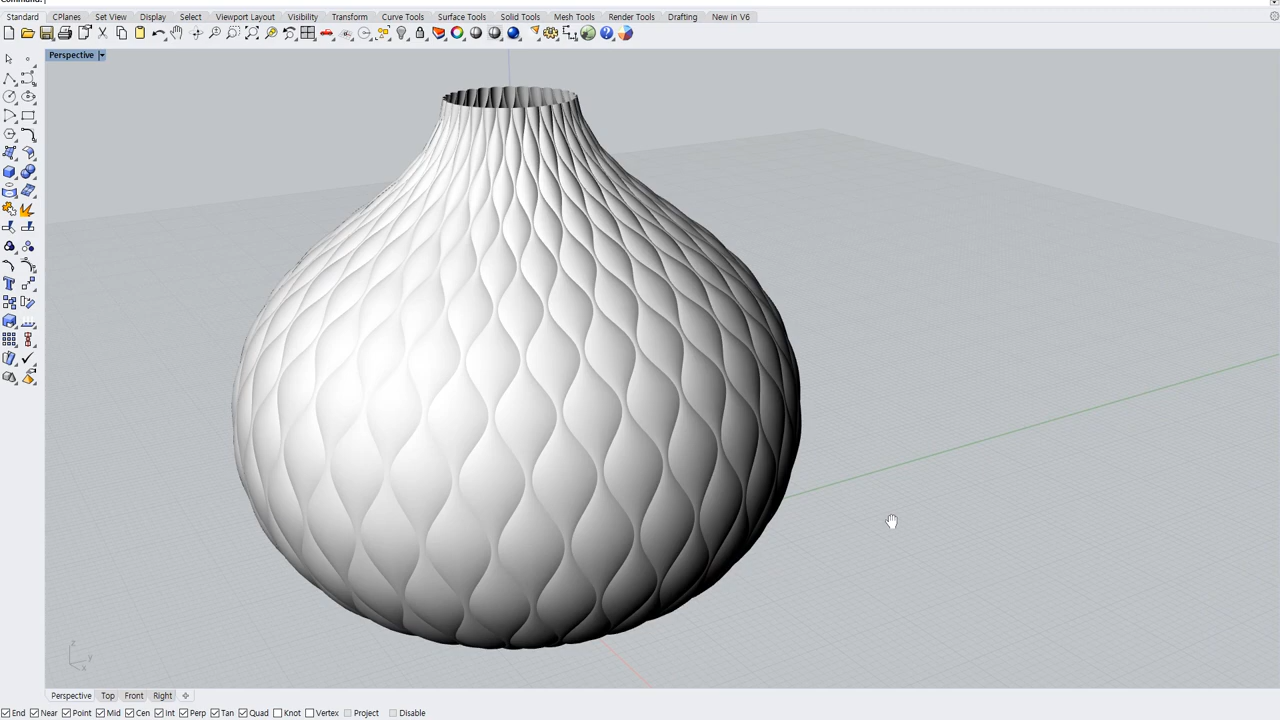 Command:
Standard CPlanes Set View Display Select Viewport Layout Visibility Transform Curve Tools Surface Tools Solid Tools Mesh Tools Render Tools Drafting New in V6
Perspective
z
y
x
Perspective Top Front Right
End Near Point Mid Cen Int Perp Tan Quad Knot Vertex Project Disable